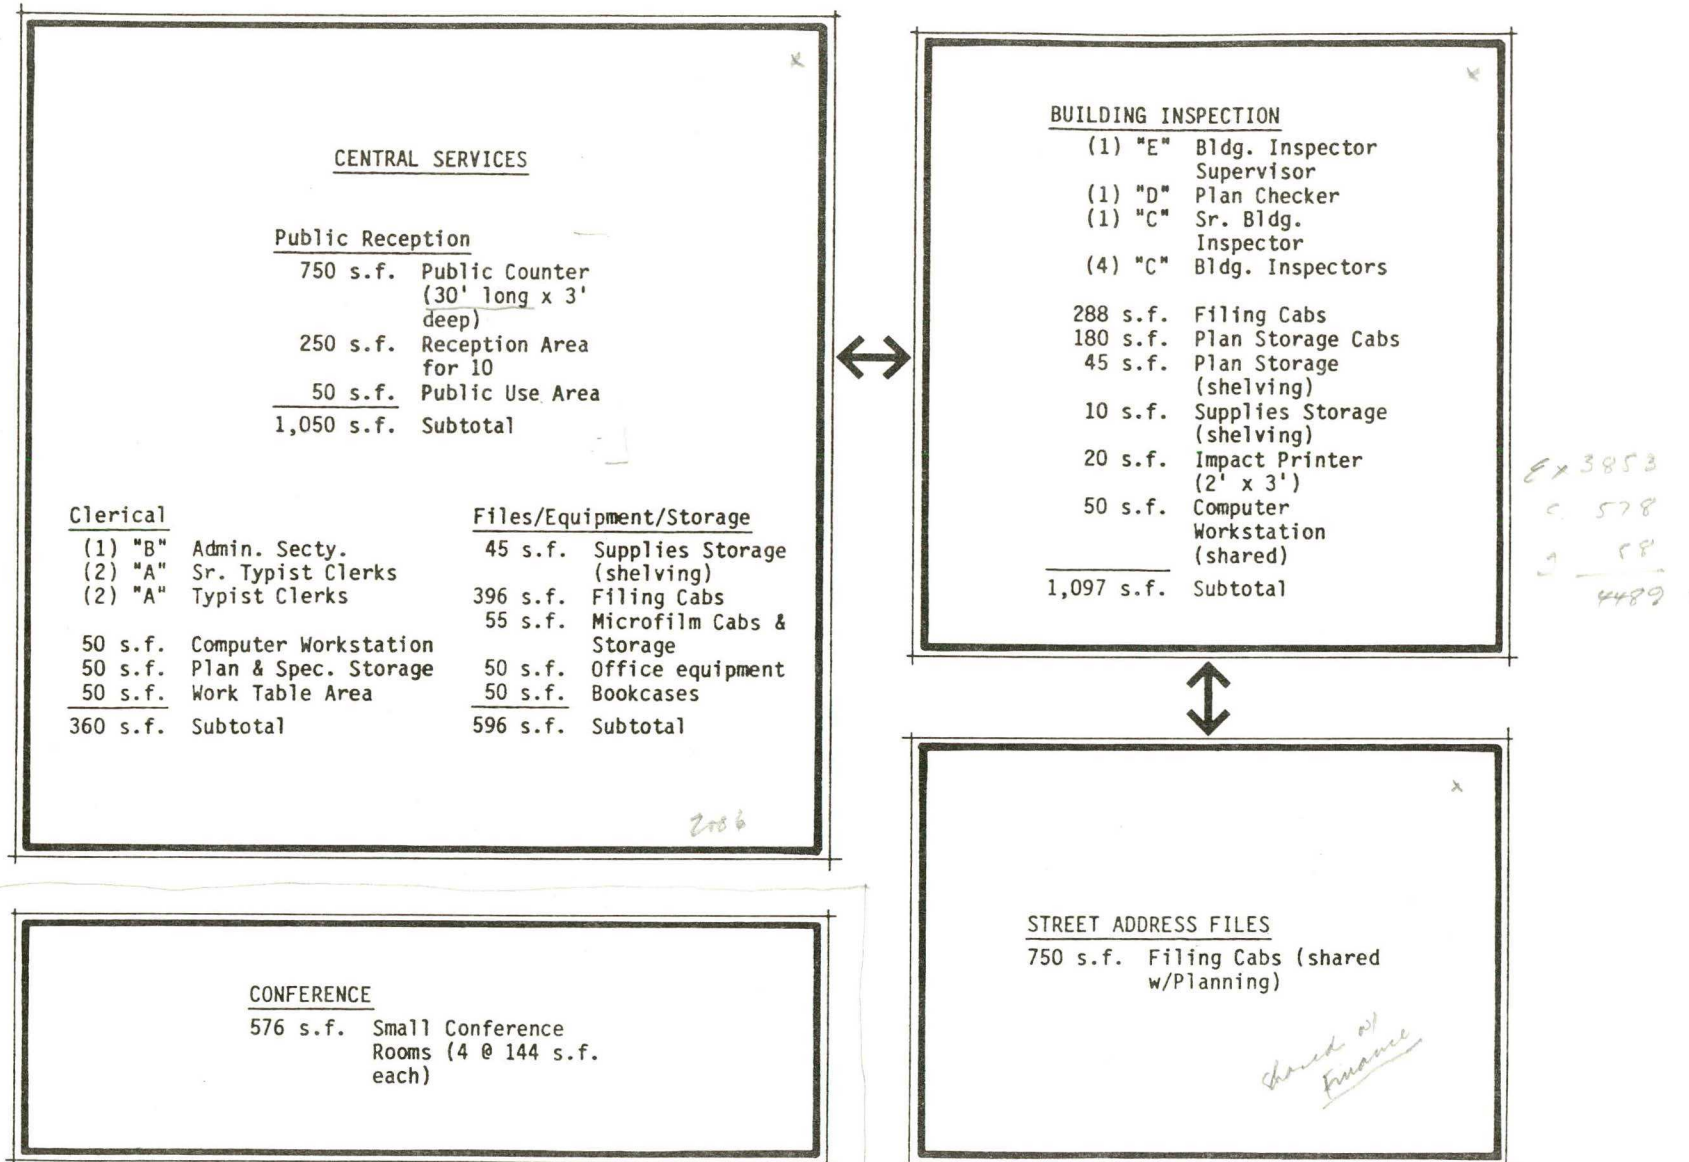 CENTRAL SERVICES
Public Reception
750 s.f. Public Counter
(30' long x 3'
deep)
250 s.f. Reception Area
for 10
50 s.f. Public Use Area
1,050 s.f. Subtotal
Clerical
(1) "B" Admin. Secty.
(2) "A" Sr. Typist Clerks
(2) "A" Typist Clerks
50 s.f. Computer Workstation
50 s.f. Plan & Spec. Storage
50 s.f. Work Table Area
360 s.f. Subtotal
Files/Equipment/Storage
45 s.f. Supplies Storage
(shelving)
396 s.f. Filing Cabs
55 s.f. Microfilm Cabs &
Storage
50 s.f. Office equipment
50 s.f. Bookcases
596 s.f. Subtotal
BUILDING INSPECTION
(1) "E" Bldg. Inspector
Supervisor
(1) "D" Plan Checker
(1) "C" Sr. Bldg.
Inspector
(4) "C" Bldg. Inspectors
288 s.f. Filing Cabs
180 s.f. Plan Storage Cabs
45 s.f. Plan Storage
(shelving)
10 s.f. Supplies Storage
(shelving)
20 s.f. Impact Printer
(2' x 3')
50 s.f. Computer
Workstation
(shared)
1,097 s.f. Subtotal
3853
578
58
4489
CONFERENCE
576 s.f. Small Conference
Rooms (4 @ 144 s.f.
each)
STREET ADDRESS FILES
750 s.f. Filing Cabs (shared
w/Planning)
shared w/
Finance